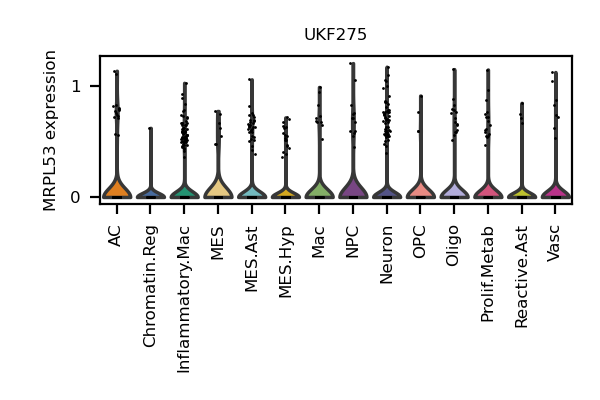 UKF275
MRPL53 expression
1
0
AC
Chromatin.Reg
Inflammatory.Mac
MES
MES.Ast
MES.Hyp
Mac
NPC
Neuron
OPC
Oligo
Prolif.Metab
Reactive.Ast
Vasc